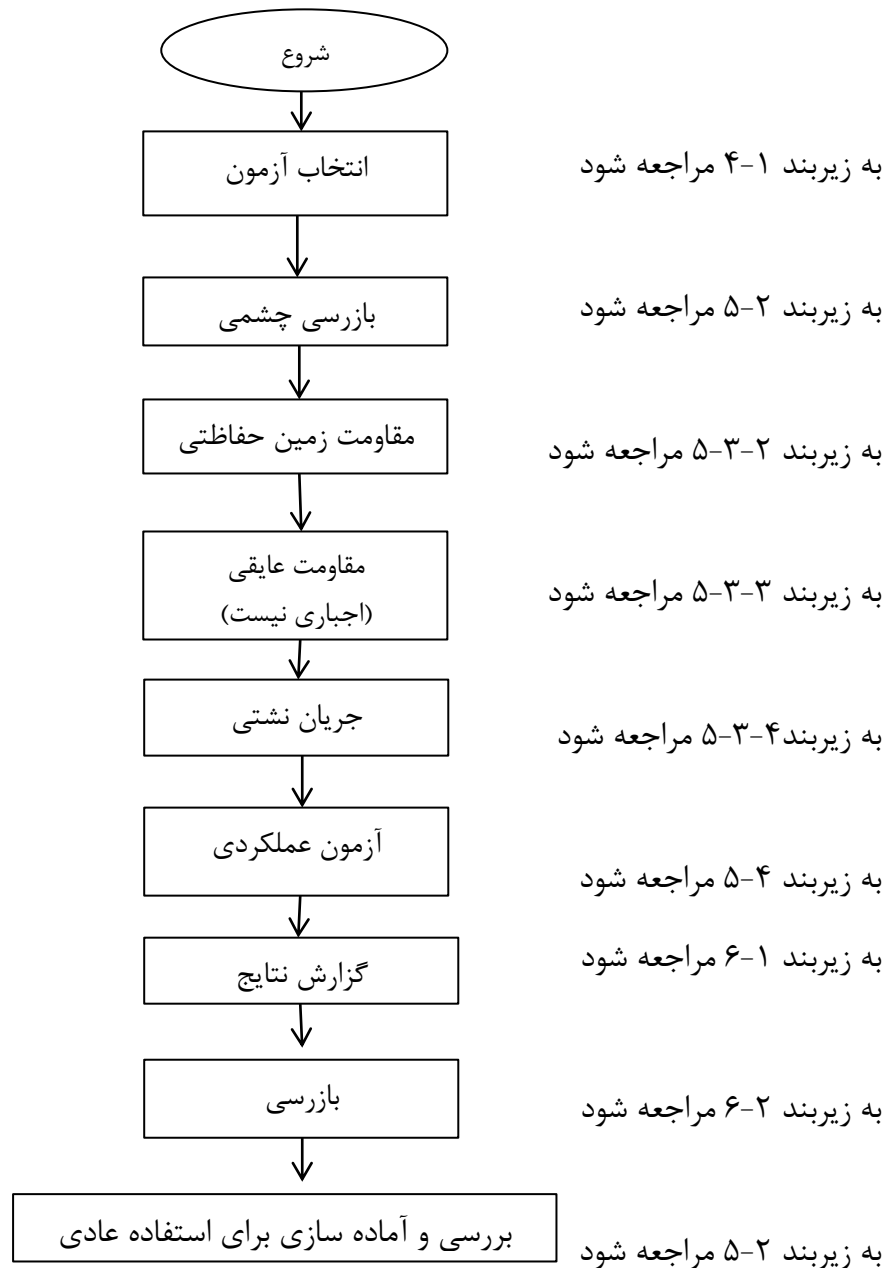 شروع
انتخاب آزمون
به زیربند ۴-۱ مراجعه شود
بازرسی چشمی
به زیربند ۵-۲ مراجعه شود
مقاومت زمین حفاظتی
به زیربند ۵-۳-۲ مراجعه شود
مقاومت عایقی
(اجباری نیست)
به زیربند ۵-۳-۳ مراجعه شود
جریان نشتی
به زیربند۵-۳-۴ مراجعه شود
آزمون عملکردی
به زیربند ۵-۴ مراجعه شود
گزارش نتایج
به زیربند ۶-۱ مراجعه شود
بازرسی
به زیربند ۶-۲ مراجعه شود
بررسی و آماده سازی برای استفاده عادی
به زیربند ۵-۲ مراجعه شود